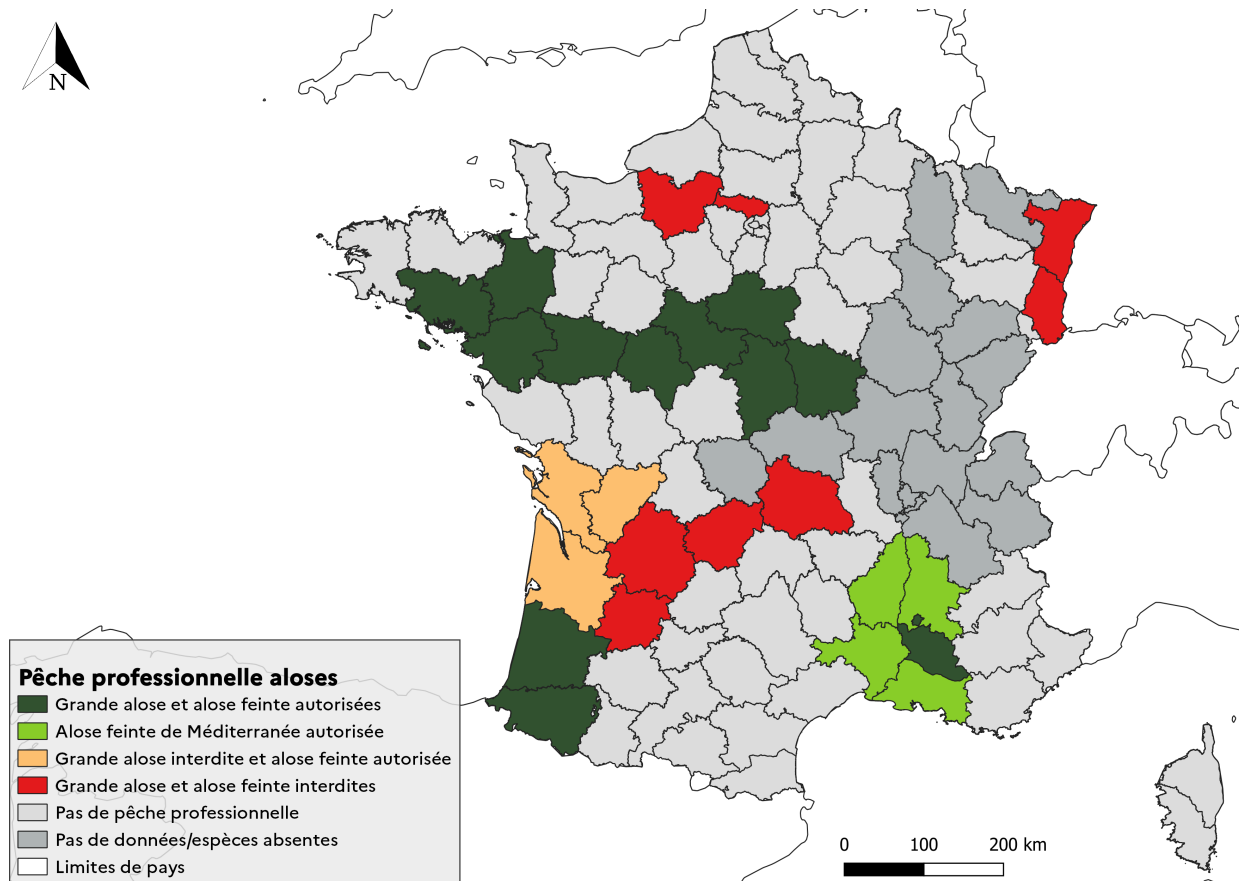 N
Pêche professionnelle aloses
Grande alose et alose feinte autorisées
Alose feinte de Méditerranée autorisée
Grande alose interdite et alose feinte autorisée
Grande alose et alose feinte interdites
Pas de pêche professionnelle
Pas de données/espèces absentes
Limites de pays
0 100 200 km